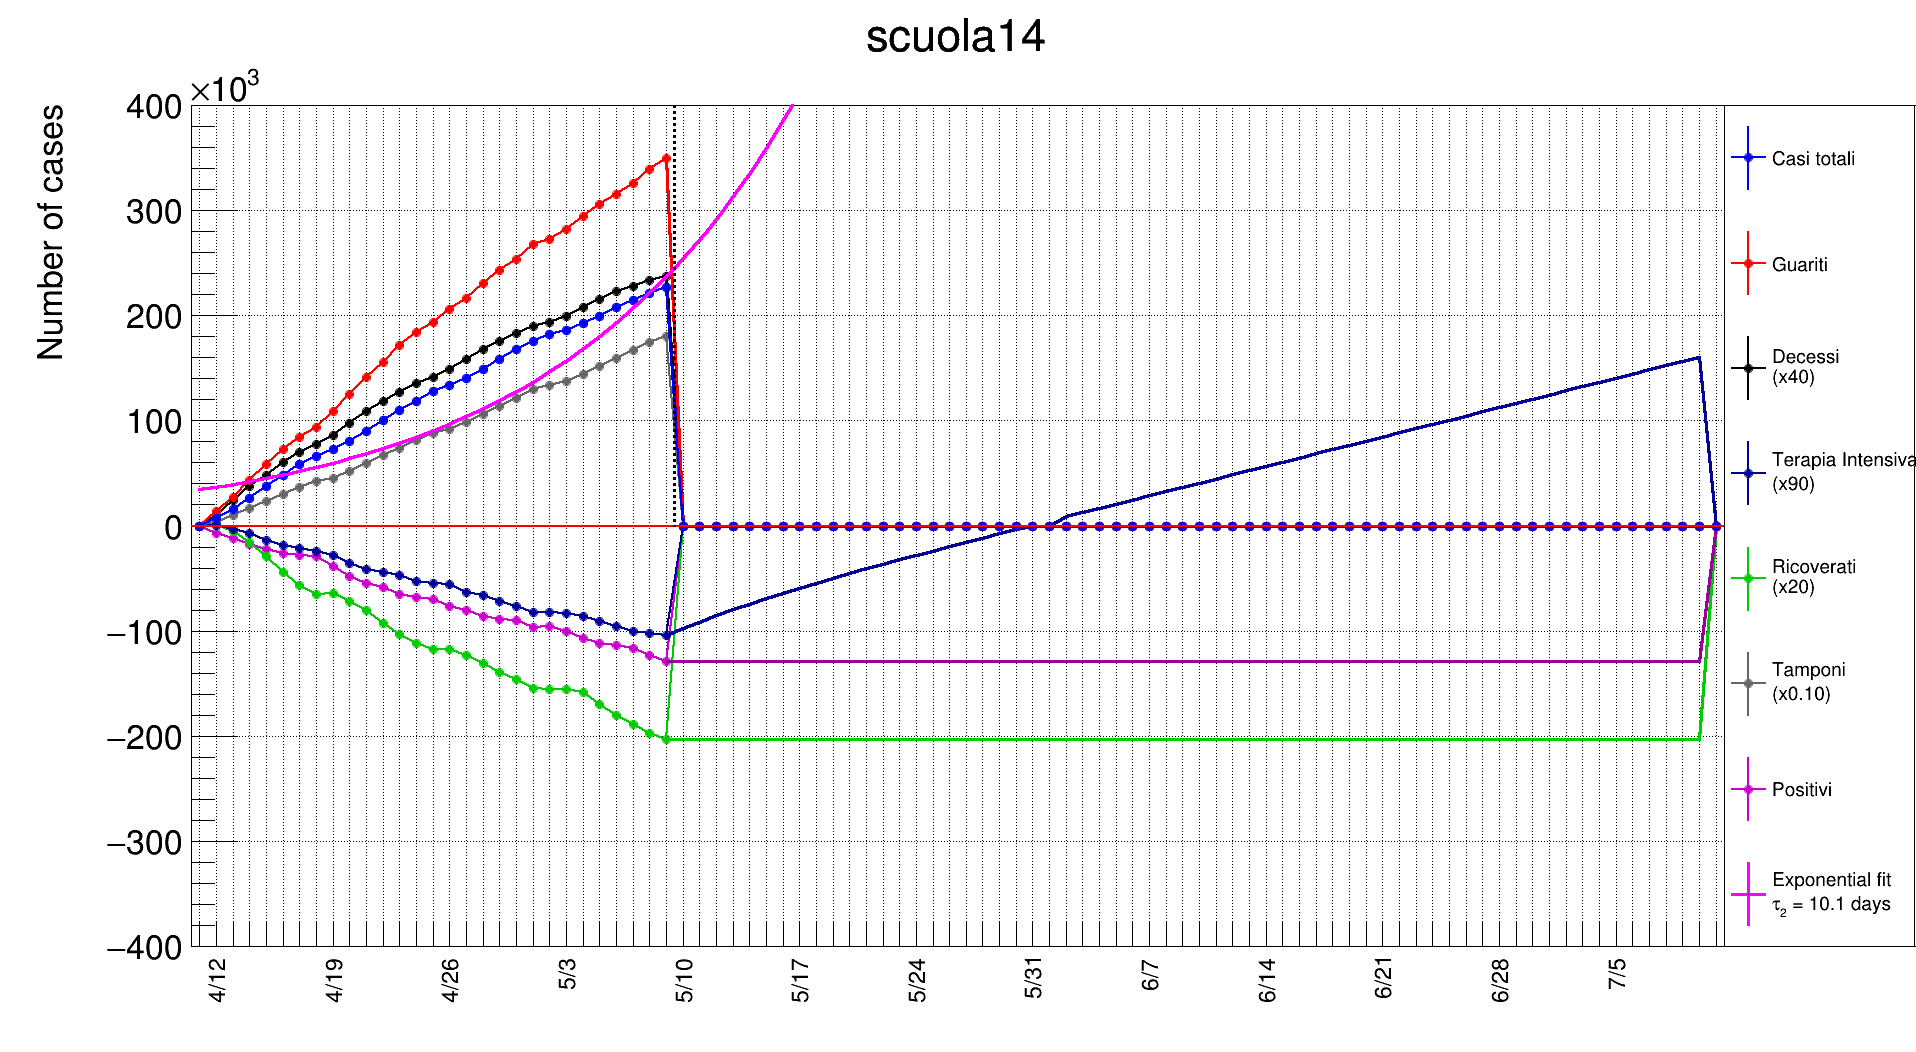 scuola14
×10³
Number of cases
400
300
200
100
0
−100
−200
−300
−400
4/12
4/19
4/26
5/3
5/10
5/17
5/24
5/31
6/7
6/14
6/21
6/28
7/5
Casi totali
Guariti
Decessi
(x40)
Terapia Intensiva
(x90)
Ricoverati
(x20)
Tamponi
(x0.10)
Positivi
Exponential fit
τ₂ = 10.1 days